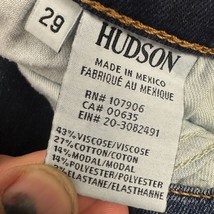 29
HUDSON
MADE IN MEXICO
FABRIQUÉ AU MEXIQUE
RN# 107906
CA# 00635
EIN# 20-3082491
43% VISCOSE/VISCOSE
27% COTTON/COTON
14% MODAL/MODAL
14% POLYESTER/POLYESTER
ELASTANE/ELASTHANNE